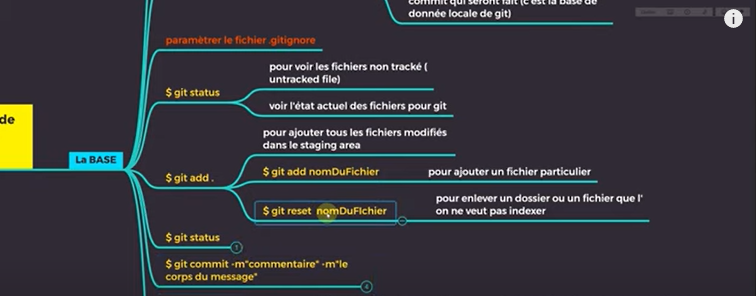 commit qui seront fait (c'est la base de
donnée locale de git)
paramètrer le fichier .gitignore
pour voir les fichiers non tracké (
untracked file)
$ git status
voir l'état actuel des fichiers pour git
de
La BASE
pour ajouter tous les fichiers modifiés
dans le staging area
$ git add .
$ git add nomDuFichier
pour ajouter un fichier particulier
$ git reset nomDuFIchier
pour enlever un dossier ou un fichier que l'
on ne veut pas indexer
$ git status
$ git commit -m"commentaire" -m"le
corps du message"
4